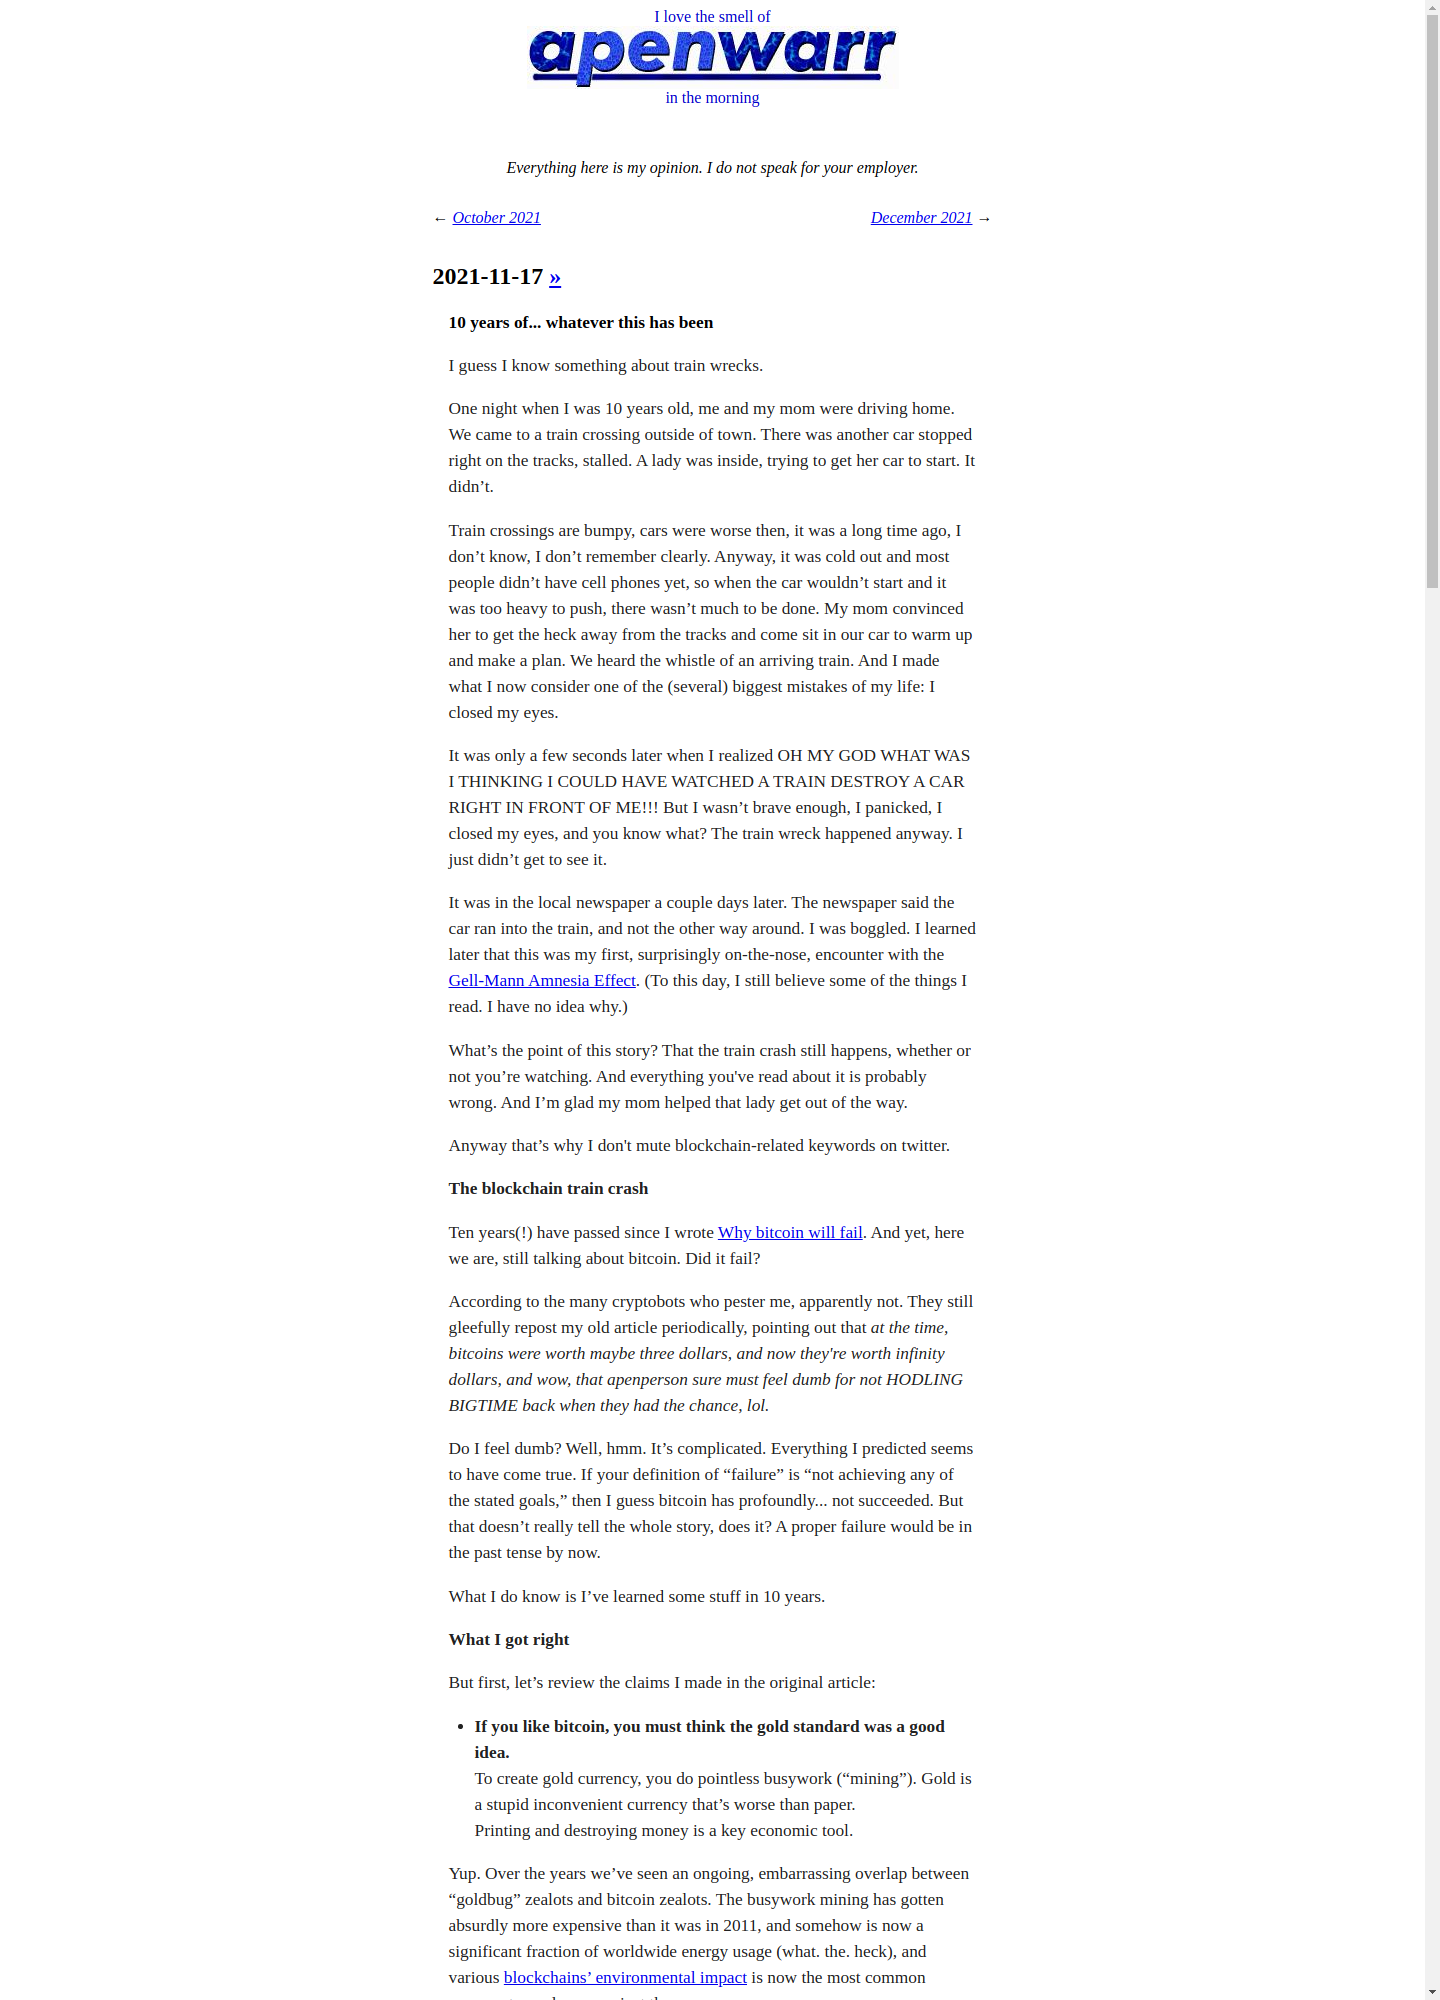 I love the smell of
apenwarr
in the morning
Everything here is my opinion. I do not speak for your employer.
← October 2021
December 2021 →
2021-11-17 »
10 years of... whatever this has been
I guess I know something about train wrecks.
One night when I was 10 years old, me and my mom were driving home.
We came to a train crossing outside of town. There was another car stopped
right on the tracks, stalled. A lady was inside, trying to get her car to start. It
didn’t.
Train crossings are bumpy, cars were worse then, it was a long time ago, I
don’t know, I don’t remember clearly. Anyway, it was cold out and most
people didn’t have cell phones yet, so when the car wouldn’t start and it
was too heavy to push, there wasn’t much to be done. My mom convinced
her to get the heck away from the tracks and come sit in our car to warm up
and make a plan. We heard the whistle of an arriving train. And I made
what I now consider one of the (several) biggest mistakes of my life: I
closed my eyes.
It was only a few seconds later when I realized OH MY GOD WHAT WAS
I THINKING I COULD HAVE WATCHED A TRAIN DESTROY A CAR
RIGHT IN FRONT OF ME!!! But I wasn’t brave enough, I panicked, I
closed my eyes, and you know what? The train wreck happened anyway. I
just didn’t get to see it.
It was in the local newspaper a couple days later. The newspaper said the
car ran into the train, and not the other way around. I was boggled. I learned
later that this was my first, surprisingly on-the-nose, encounter with the
Gell-Mann Amnesia Effect. (To this day, I still believe some of the things I
read. I have no idea why.)
What’s the point of this story? That the train crash still happens, whether or
not you’re watching. And everything you've read about it is probably
wrong. And I’m glad my mom helped that lady get out of the way.
Anyway that’s why I don't mute blockchain-related keywords on twitter.
The blockchain train crash
Ten years(!) have passed since I wrote Why bitcoin will fail. And yet, here
we are, still talking about bitcoin. Did it fail?
According to the many cryptobots who pester me, apparently not. They still
gleefully repost my old article periodically, pointing out that at the time,
bitcoins were worth maybe three dollars, and now they're worth infinity
dollars, and wow, that apenperson sure must feel dumb for not HODLING
BIGTIME back when they had the chance, lol.
Do I feel dumb? Well, hmm. It’s complicated. Everything I predicted seems
to have come true. If your definition of “failure” is “not achieving any of
the stated goals,” then I guess bitcoin has profoundly... not succeeded. But
that doesn’t really tell the whole story, does it? A proper failure would be in
the past tense by now.
What I do know is I’ve learned some stuff in 10 years.
What I got right
But first, let’s review the claims I made in the original article:
• If you like bitcoin, you must think the gold standard was a good
idea.
To create gold currency, you do pointless busywork (“mining”). Gold is
a stupid inconvenient currency that’s worse than paper.
Printing and destroying money is a key economic tool.
Yup. Over the years we’ve seen an ongoing, embarrassing overlap between
“goldbug” zealots and bitcoin zealots. The busywork mining has gotten
absurdly more expensive than it was in 2011, and somehow is now a
significant fraction of worldwide energy usage (what. the. heck), and
various blockchains’ environmental impact is now the most common